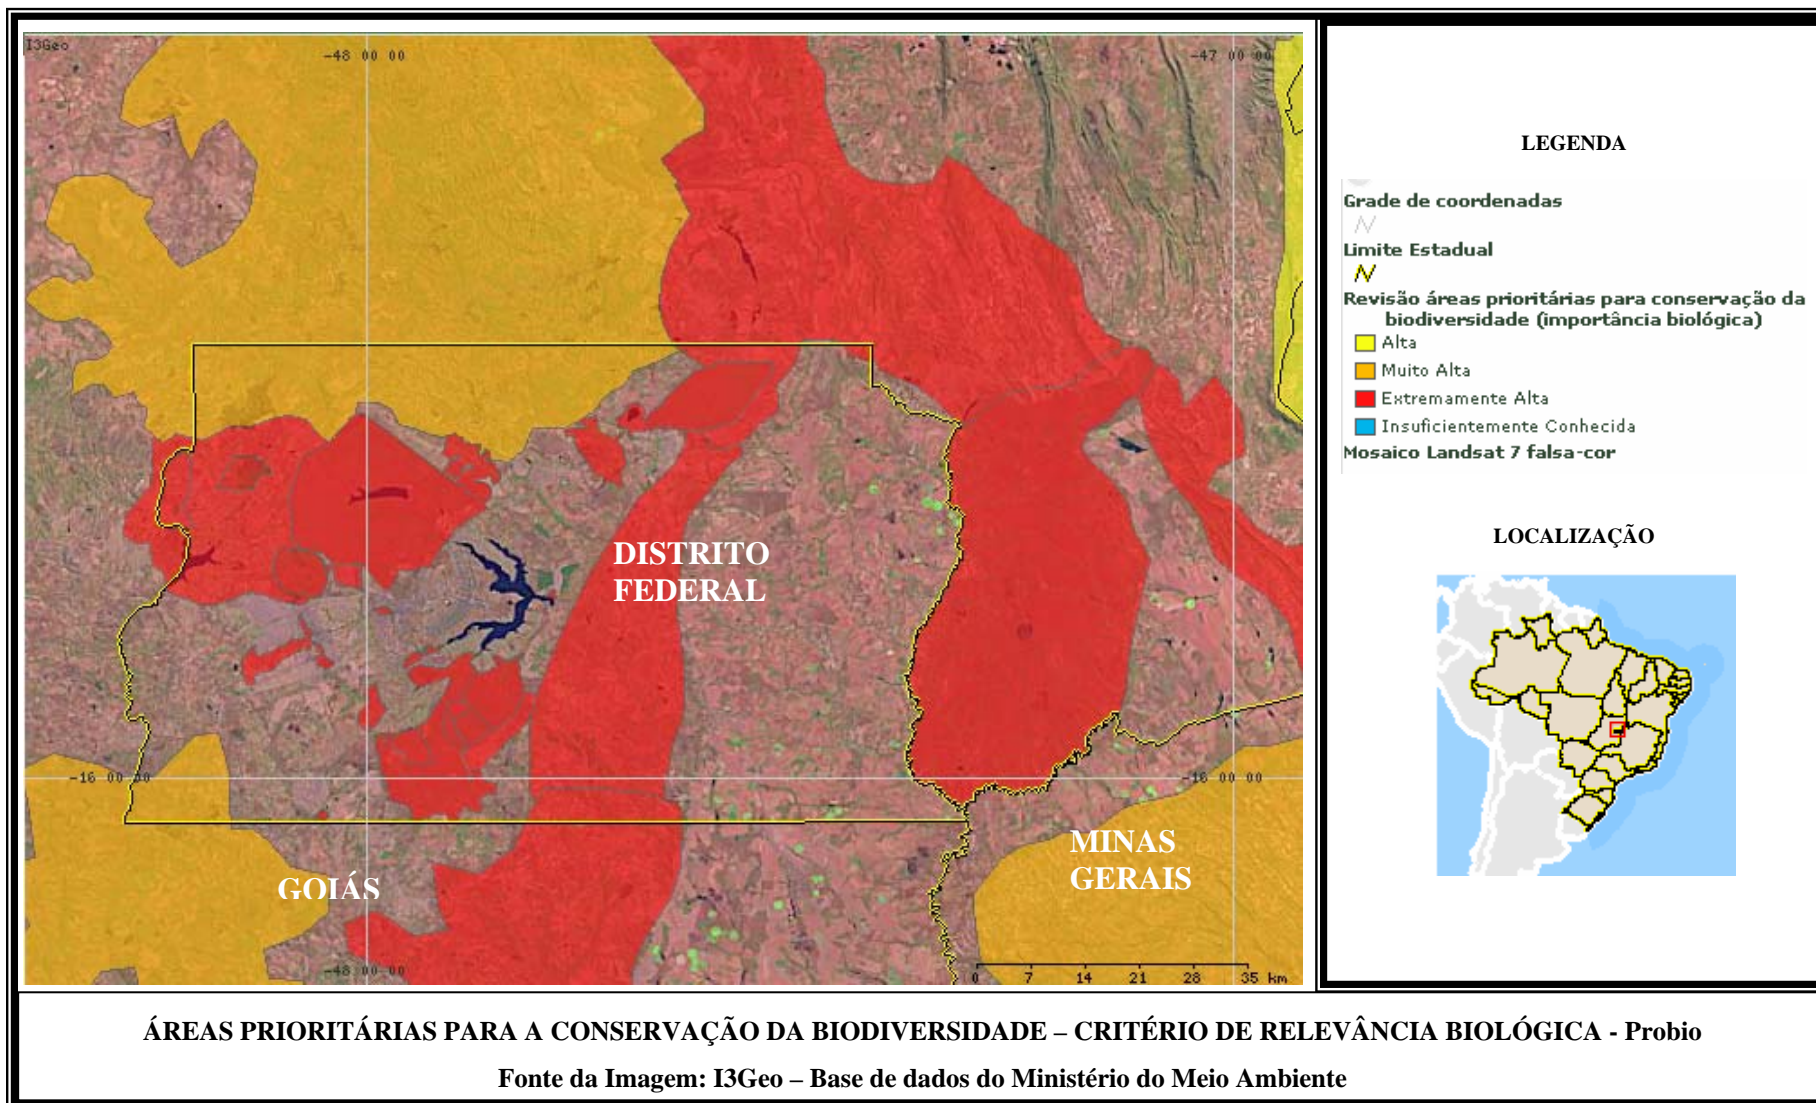 I3Geo
-48 00 00
-47 00 00
DISTRITO
FEDERAL
-16 00 00
-16 00 00
MINAS
GERAIS
GOIÁS
-48 00 00
0 7 14 21 28 35 km
LEGENDA
Grade de coordenadas
Limite Estadual
Revisão áreas prioritárias para conservação da
biodiversidade (importância biológica)
Alta
Muito Alta
Extremamente Alta
Insuficientemente Conhecida
Mosaico Landsat 7 falsa-cor
LOCALIZAÇÃO
ÁREAS PRIORITÁRIAS PARA A CONSERVAÇÃO DA BIODIVERSIDADE – CRITÉRIO DE RELEVÂNCIA BIOLÓGICA - Probio
Fonte da Imagem: I3Geo – Base de dados do Ministério do Meio Ambiente